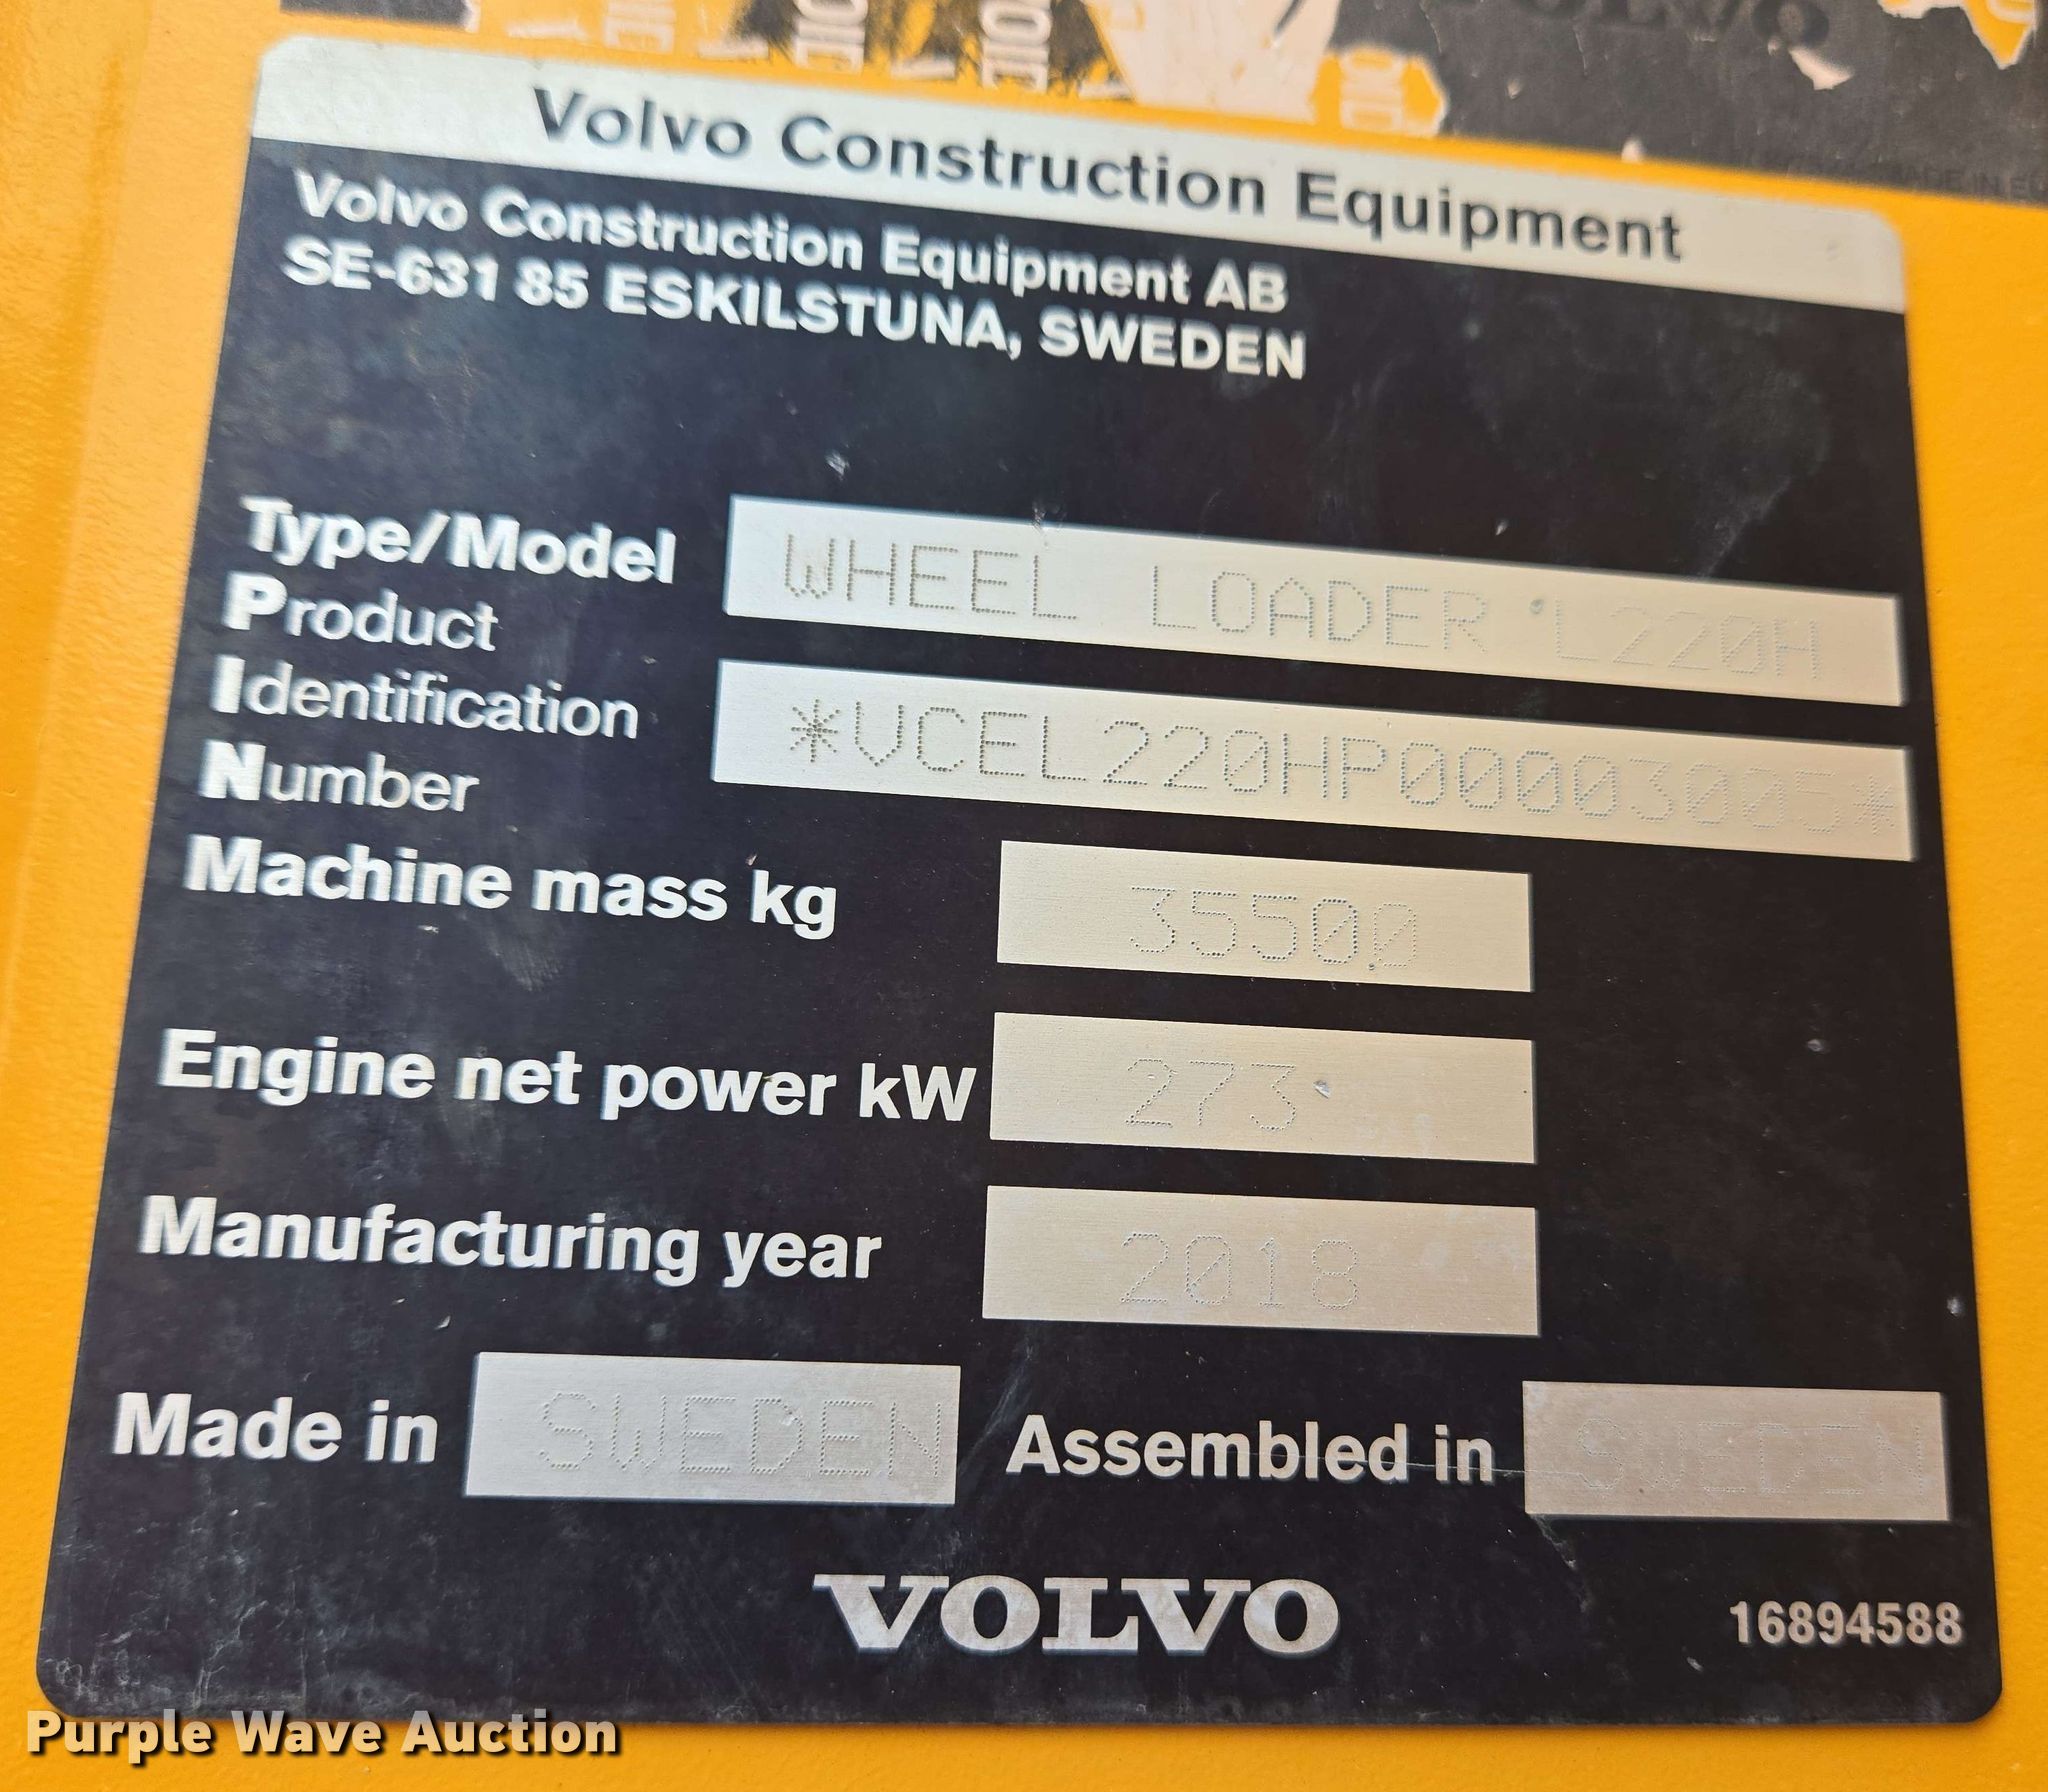 VOLVO
Volvo Construction Equipment
Volvo Construction Equipment AB
SE-631 85 ESKILSTUNA, SWEDEN
Type/Model WHEEL LOADER L220H
Product
Identification *VCEL220HP00003005*
Number
Machine mass kg 35500
Engine net power kW 273
Manufacturing year 2018
Made in SWEDEN Assembled in SWEDEN
VOLVO
16894588
Purple Wave Auction